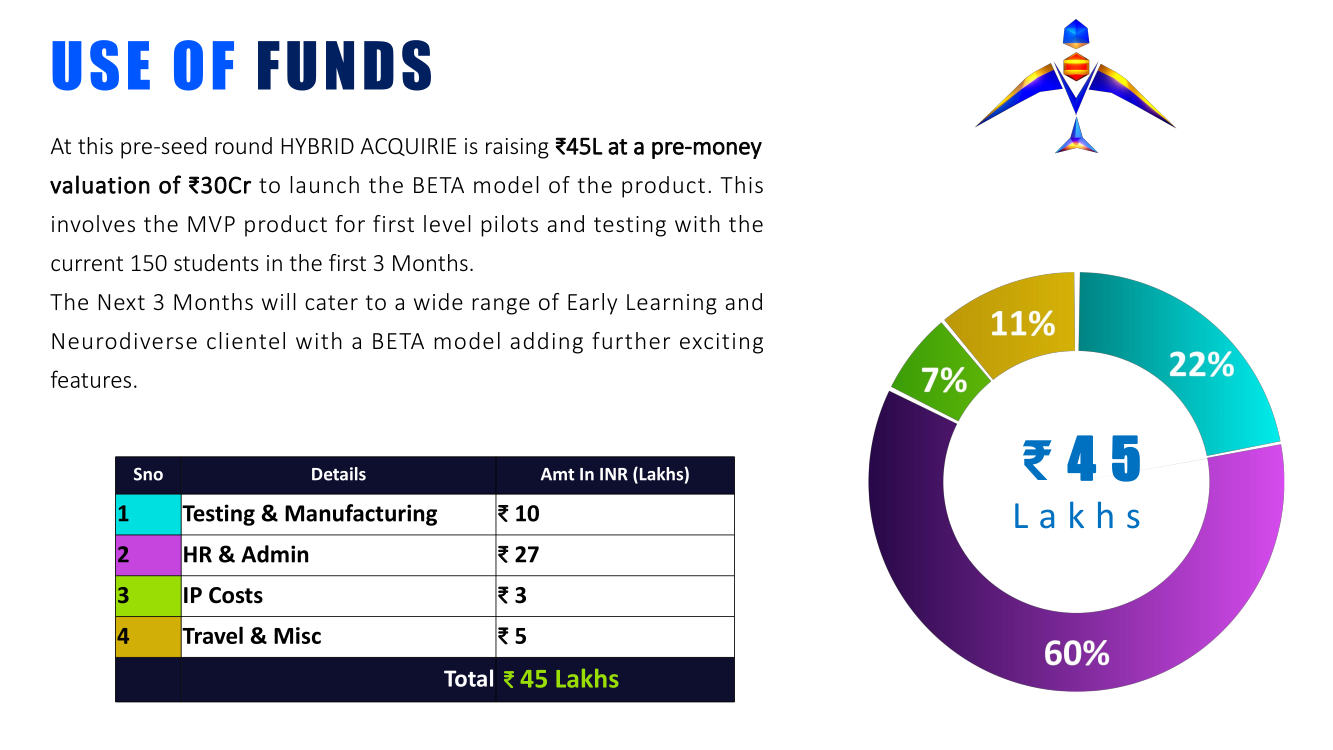 USE OF FUNDS
At this pre-seed round HYBRID ACQUIRIE is raising ₹45L at a pre-money
valuation of ₹30Cr to launch the BETA model of the product. This
involves the MVP product for first level pilots and testing with the
current 150 students in the first 3 Months.
The Next 3 Months will cater to a wide range of Early Learning and
Neurodiverse clientel with a BETA model adding further exciting
features.
Sno Details Amt In INR (Lakhs)
1 Testing & Manufacturing ₹ 10
2 HR & Admin ₹ 27
3 IP Costs ₹ 3
4 Travel & Misc ₹ 5
Total ₹ 45 Lakhs
11%
22%
7%
₹ 45
Lakhs
60%